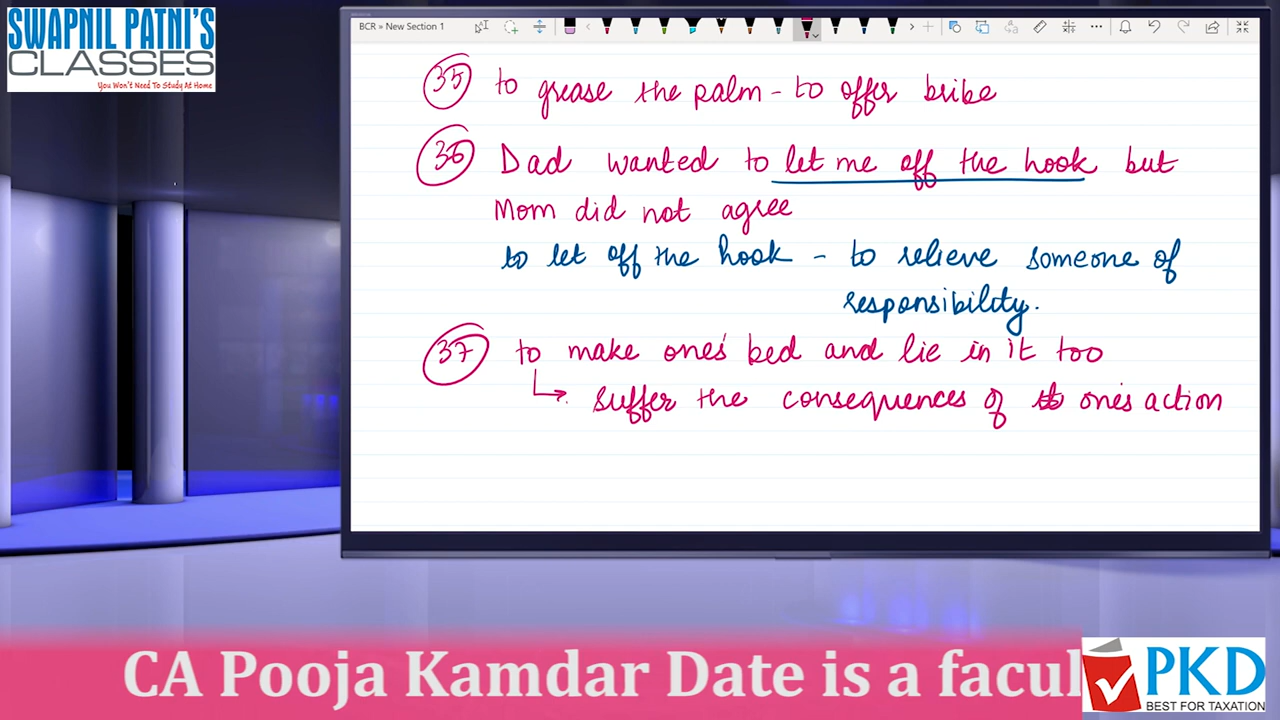 SWAPNIL PATNI'S
CLASSES
You Won't Need To Study At Home
BCR » New Section 1
35 to grease the palm - to offer bribe
36 Dad wanted to let me off the hook but
Mom did not agree
to let off the hook - to relieve someone of
responsibility.
37 to make one's bed and lie in it too
suffer the consequences of one's action
CA Pooja Kamdar Date is a facul
PKD
BEST FOR TAXATION